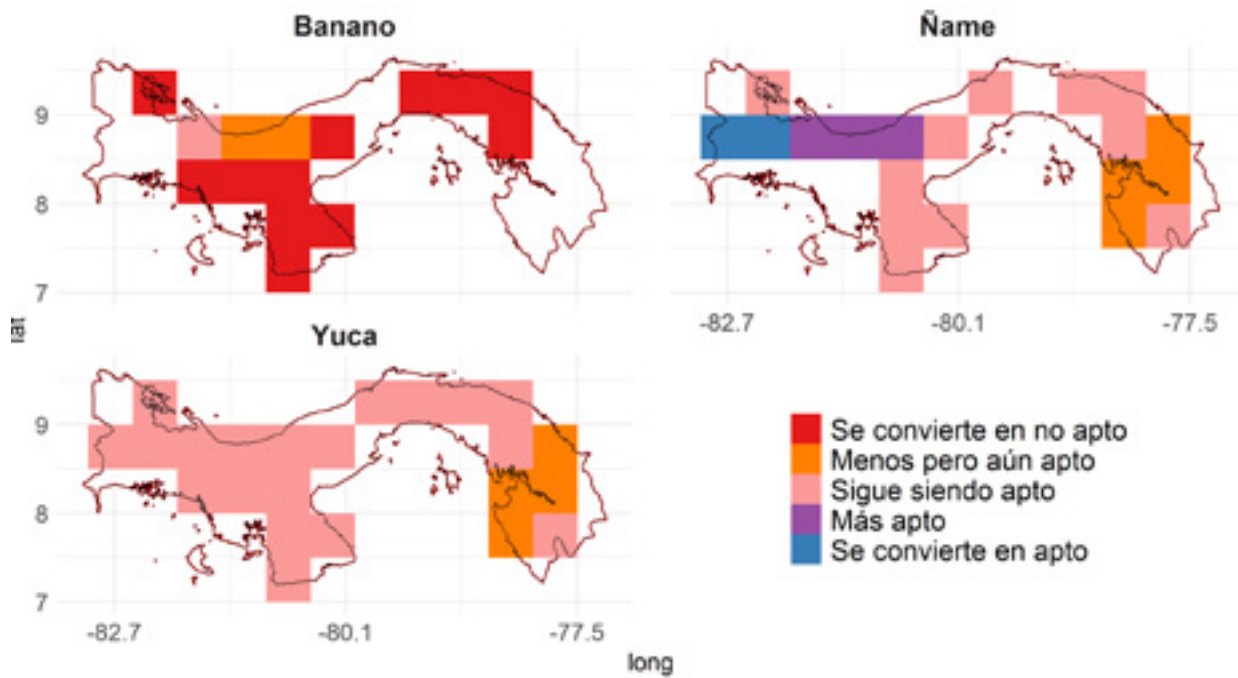 Banano
Ñame
9
8
7
lat
-82.7
-80.1
-77.5
Yuca
9
8
7
-82.7
-80.1
-77.5
long
Se convierte en no apto
Menos pero aún apto
Sigue siendo apto
Más apto
Se convierte en apto